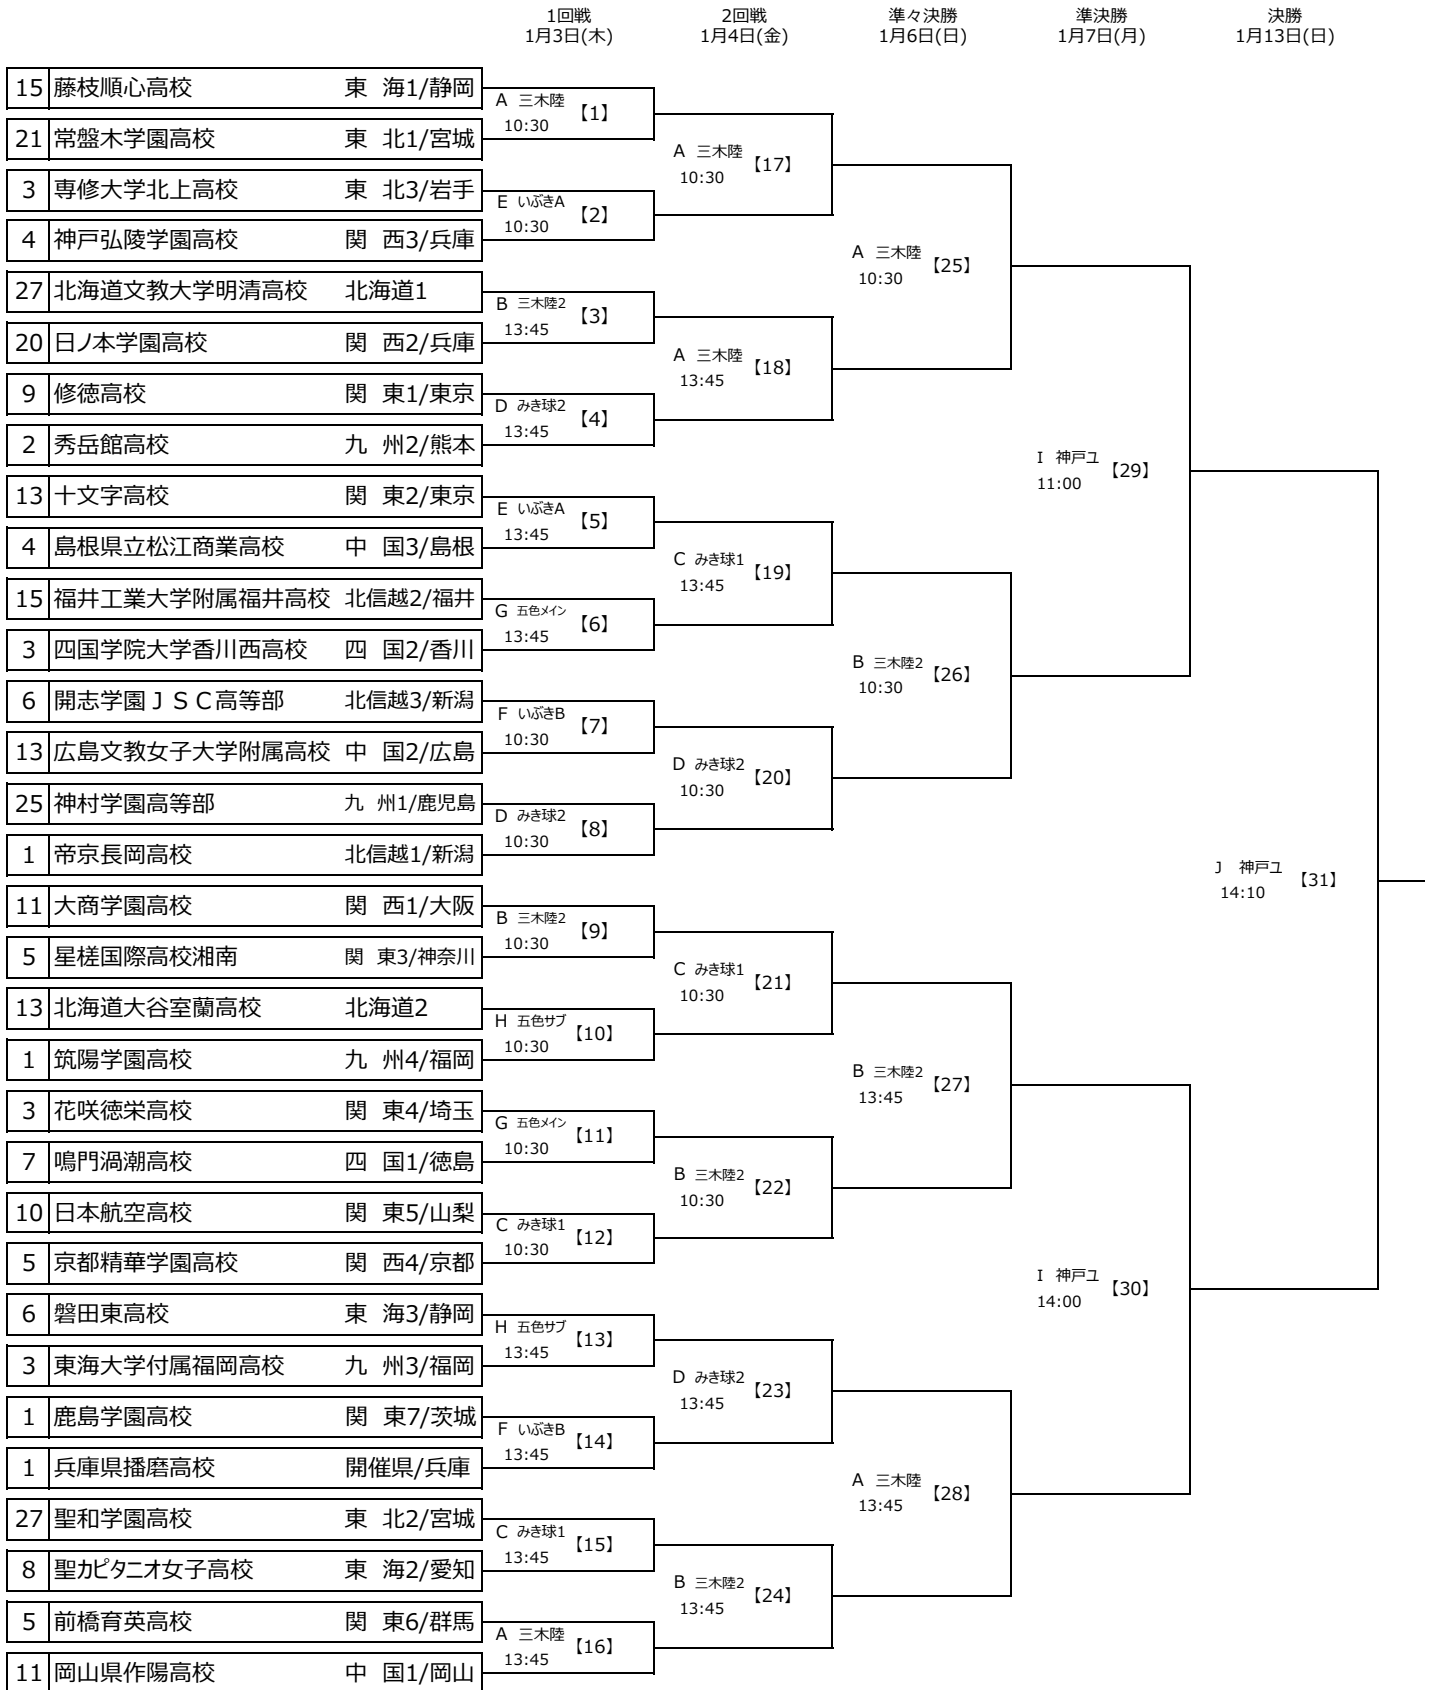 1回戦 2回戦 準々決勝 準決勝 決勝
1月3日(木) 1月4日(金) 1月6日(日) 1月7日(月) 1月13日(日)
15 藤枝順心高校 東 海1/静岡
A 三木陸 【1】
10:30
21 常盤木学園高校 東 北1/宮城
A 三木陸 【17】
10:30
3 専修大学北上高校 東 北3/岩手
E いぶきA 【2】
10:30
4 神戸弘陵学園高校 関 西3/兵庫
A 三木陸 【25】
10:30
27 北海道文教大学明清高校 北海道1
B 三木陸2 【3】
13:45
20 日ノ本学園高校 関 西2/兵庫
A 三木陸 【18】
13:45
9 修徳高校 関 東1/東京
D みき球2 【4】
13:45
2 秀岳館高校 九 州2/熊本
I 神戸ユ 【29】
11:00
13 十文字高校 関 東2/東京
E いぶきA 【5】
13:45
4 島根県立松江商業高校 中 国3/島根
C みき球1 【19】
13:45
15 福井工業大学附属福井高校 北信越2/福井
G 五色メイン 【6】
13:45
3 四国学院大学香川西高校 四 国2/香川
B 三木陸2 【26】
10:30
6 開志学園ＪＳＣ高等部 北信越3/新潟
F いぶきB 【7】
10:30
13 広島文教女子大学附属高校 中 国2/広島
D みき球2 【20】
10:30
25 神村学園高等部 九 州1/鹿児島
D みき球2 【8】
10:30
1 帝京長岡高校 北信越1/新潟
J 神戸ユ 【31】
14:10
11 大商学園高校 関 西1/大阪
B 三木陸2 【9】
10:30
5 星槎国際高校湘南 関 東3/神奈川
C みき球1 【21】
10:30
13 北海道大谷室蘭高校 北海道2
H 五色サブ 【10】
10:30
1 筑陽学園高校 九 州4/福岡
B 三木陸2 【27】
13:45
3 花咲徳栄高校 関 東4/埼玉
G 五色メイン 【11】
10:30
7 鳴門渦潮高校 四 国1/徳島
B 三木陸2 【22】
10:30
10 日本航空高校 関 東5/山梨
C みき球1 【12】
10:30
5 京都精華学園高校 関 西4/京都
I 神戸ユ 【30】
14:00
6 磐田東高校 東 海3/静岡
H 五色サブ 【13】
13:45
3 東海大学付属福岡高校 九 州3/福岡
D みき球2 【23】
13:45
1 鹿島学園高校 関 東7/茨城
F いぶきB 【14】
13:45
1 兵庫県播磨高校 開催県/兵庫
A 三木陸 【28】
13:45
27 聖和学園高校 東 北2/宮城
C みき球1 【15】
13:45
8 聖カピタニオ女子高校 東 海2/愛知
B 三木陸2 【24】
13:45
5 前橋育英高校 関 東6/群馬
A 三木陸 【16】
13:45
11 岡山県作陽高校 中 国1/岡山